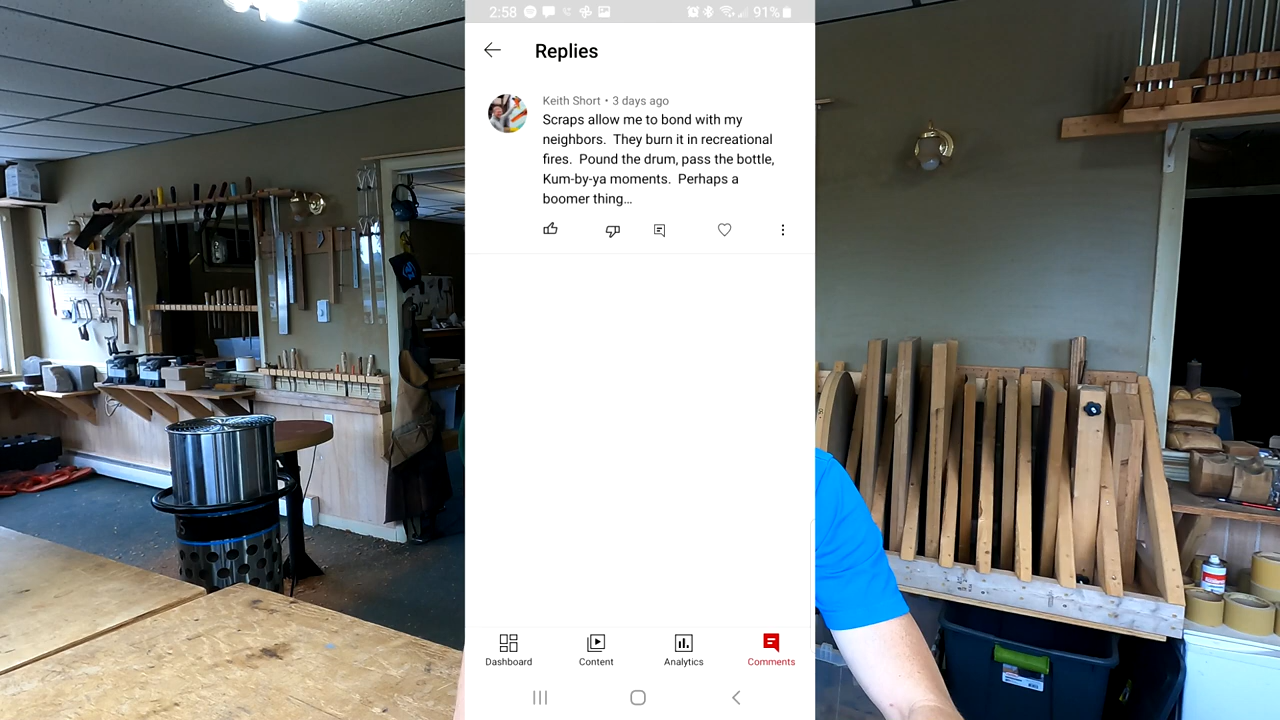 2:58
91%
Replies
Keith Short • 3 days ago
Scraps allow me to bond with my
neighbors.  They burn it in recreational
fires.  Pound the drum, pass the bottle,
Kum-by-ya moments.  Perhaps a
boomer thing…
Dashboard
Content
Analytics
Comments